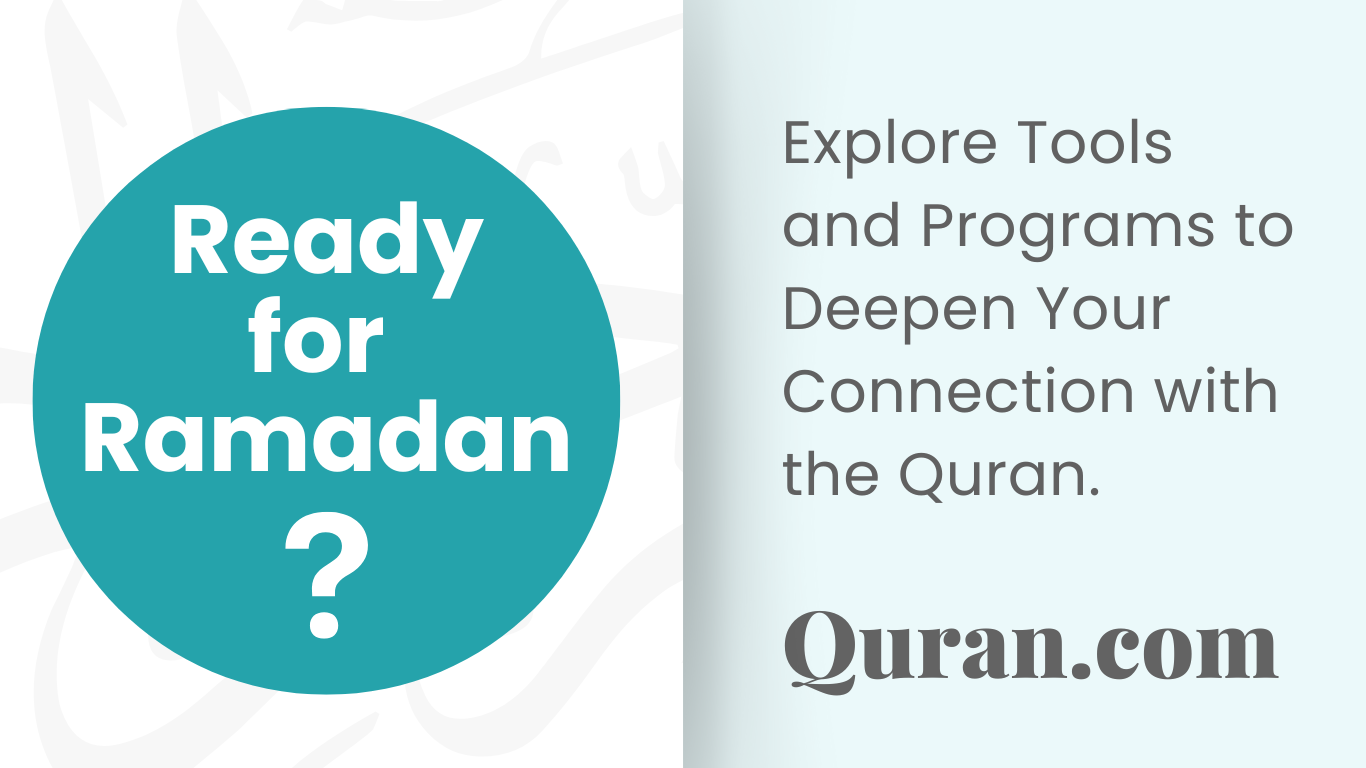 Ready
for
Ramadan
?
Explore Tools
and Programs to
Deepen Your
Connection with
the Quran.
Quran.com